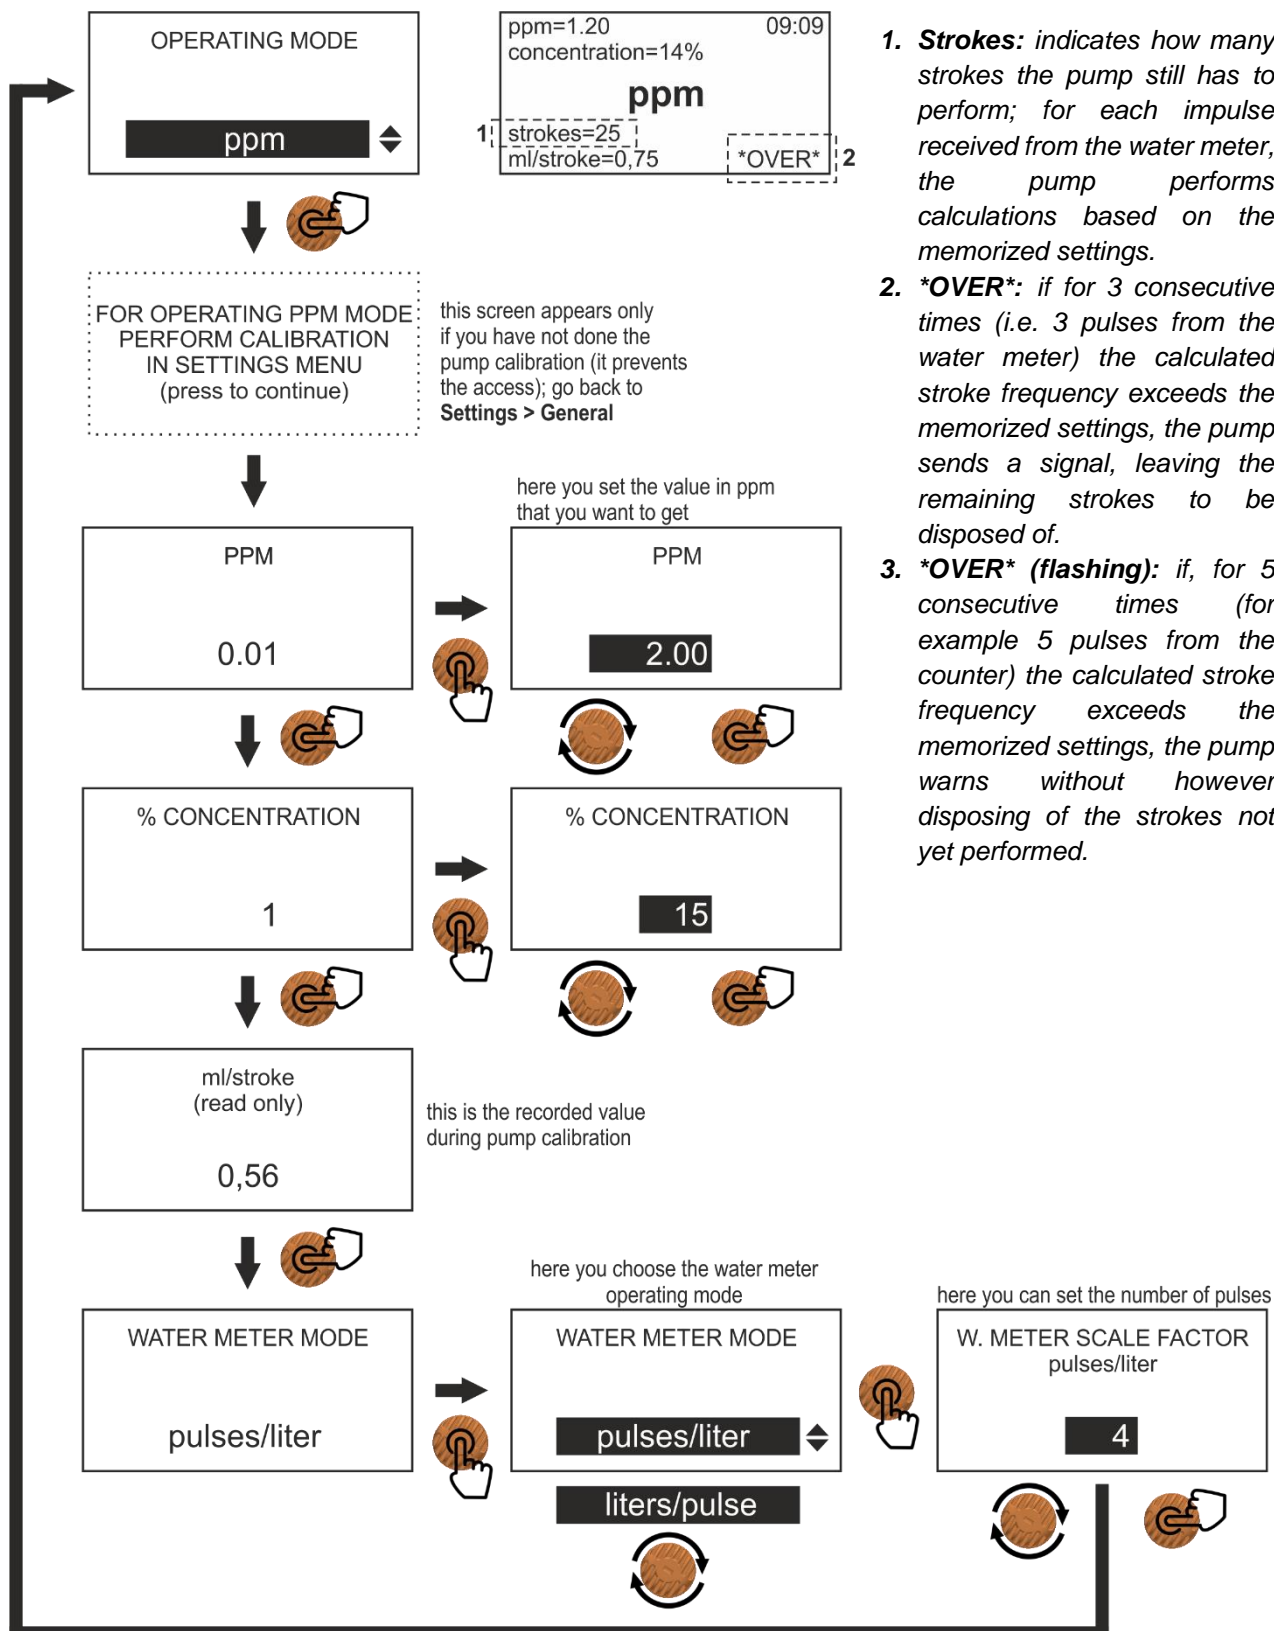 OPERATING MODE
ppm
ppm=1.20 09:09
concentration=14%
ppm
1 strokes=25
ml/stroke=0,75 *OVER* 2
FOR OPERATING PPM MODE
PERFORM CALIBRATION
IN SETTINGS MENU
(press to continue)
this screen appears only
if you have not done the
pump calibration (it prevents
the access); go back to
Settings > General
here you set the value in ppm
that you want to get
PPM
0.01
PPM
2.00
% CONCENTRATION
1
% CONCENTRATION
15
ml/stroke
(read only)
0,56
this is the recorded value
during pump calibration
WATER METER MODE
pulses/liter
here you choose the water meter
operating mode
WATER METER MODE
pulses/liter
liters/pulse
here you can set the number of pulses
W. METER SCALE FACTOR
pulses/liter
4
1. Strokes: indicates how many
strokes the pump still has to
perform; for each impulse
received from the water meter,
the pump performs
calculations based on the
memorized settings.
2. *OVER*: if for 3 consecutive
times (i.e. 3 pulses from the
water meter) the calculated
stroke frequency exceeds the
memorized settings, the pump
sends a signal, leaving the
remaining strokes to be
disposed of.
3. *OVER* (flashing): if, for 5
consecutive times (for
example 5 pulses from the
counter) the calculated stroke
frequency exceeds the
memorized settings, the pump
warns without however
disposing of the strokes not
yet performed.